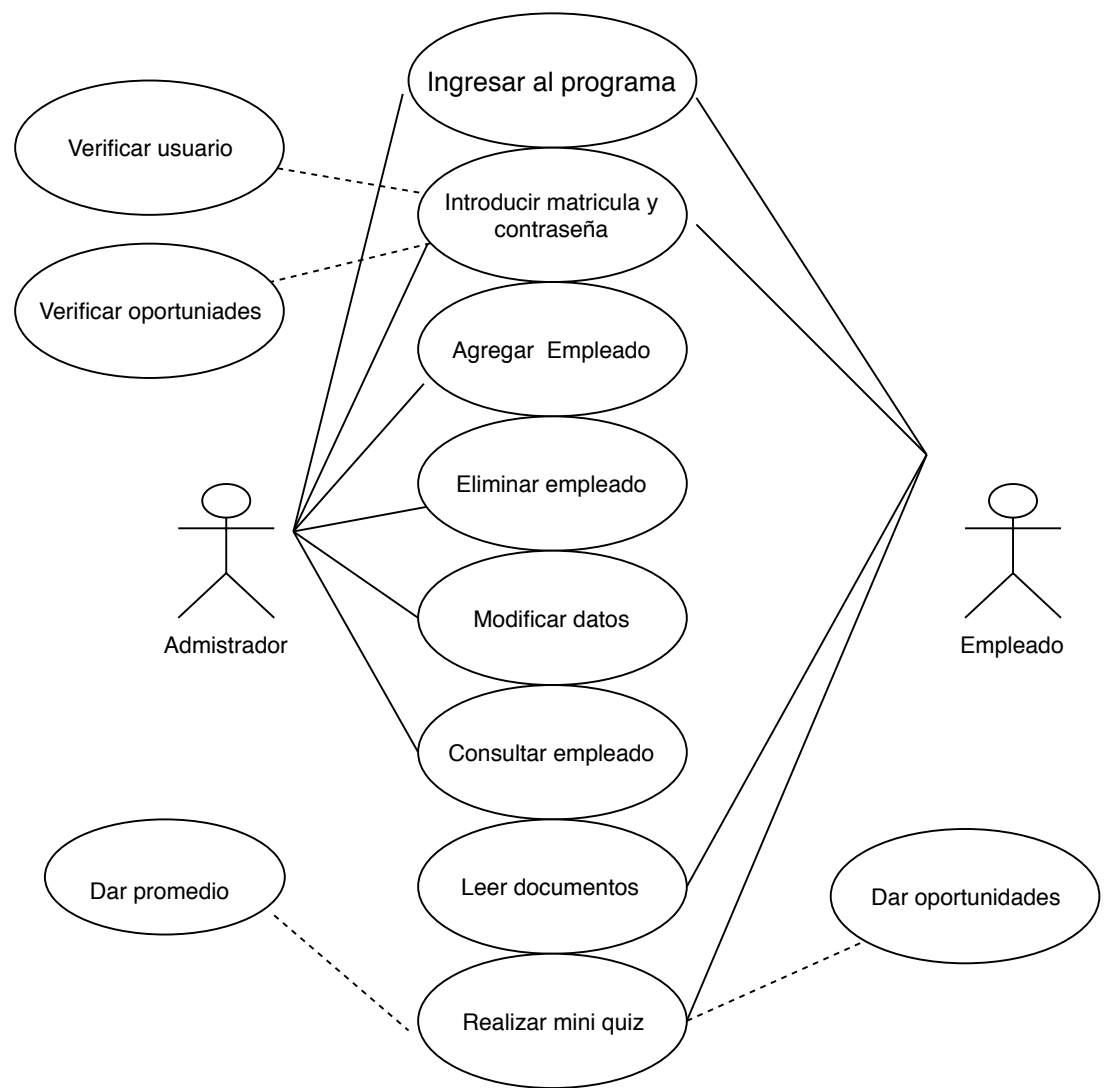 Ingresar al programa
Verificar usuario
Introducir matricula y
contraseña
Verificar oportuniades
Agregar  Empleado
Eliminar empleado
Modificar datos
Admistrador
Empleado
Consultar empleado
Dar promedio
Leer documentos
Dar oportunidades
Realizar mini quiz